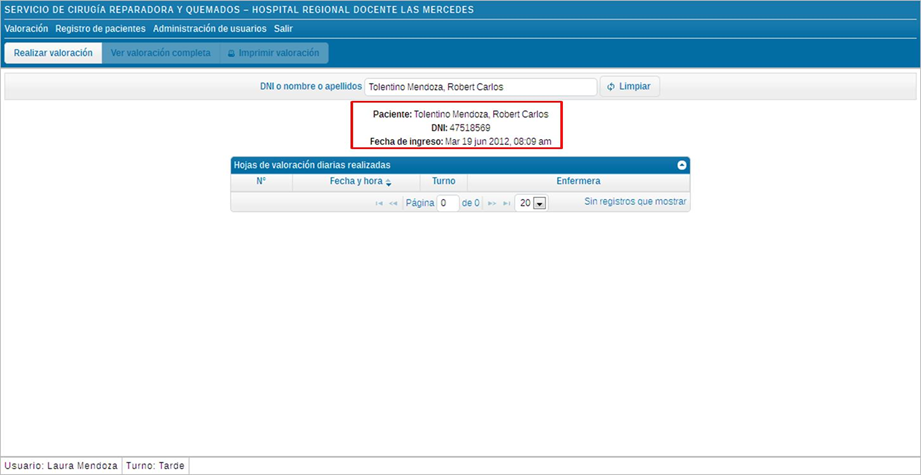 SERVICIO DE CIRUGÍA REPARADORA Y QUEMADOS – HOSPITAL REGIONAL DOCENTE LAS MERCEDES
Valoración Registro de pacientes Administración de usuarios Salir
Realizar valoración Ver valoración completa Imprimir valoración
DNI o nombre o apellidos Tolentino Mendoza, Robert Carlos Limpiar
Paciente: Tolentino Mendoza, Robert Carlos
DNI: 47518569
Fecha de ingreso: Mar 19 jun 2012, 08:09 am
Hojas de valoración diarias realizadas
N° Fecha y hora Turno Enfermera
Página 0 de 0 20 Sin registros que mostrar
Usuario: Laura Mendoza Turno: Tarde